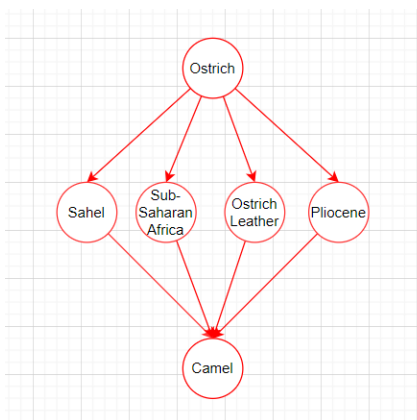 Ostrich
Sahel
Sub-
Saharan
Africa
Ostrich
Leather
Pliocene
Camel